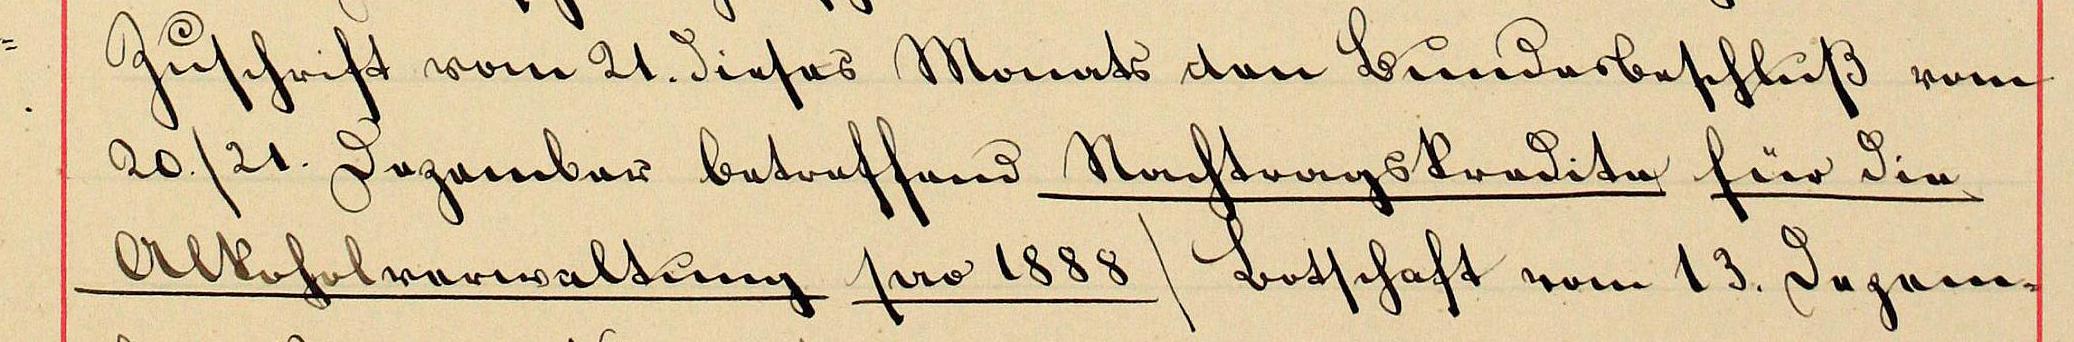 Zuschrift vom 21. dieses Monats den Bundesbeschluß vom
20./21. Dezember betreffend Nachtragskredite für die
Alkoholverwaltung pro 1888/ Botschaft vom 13. Dezem-